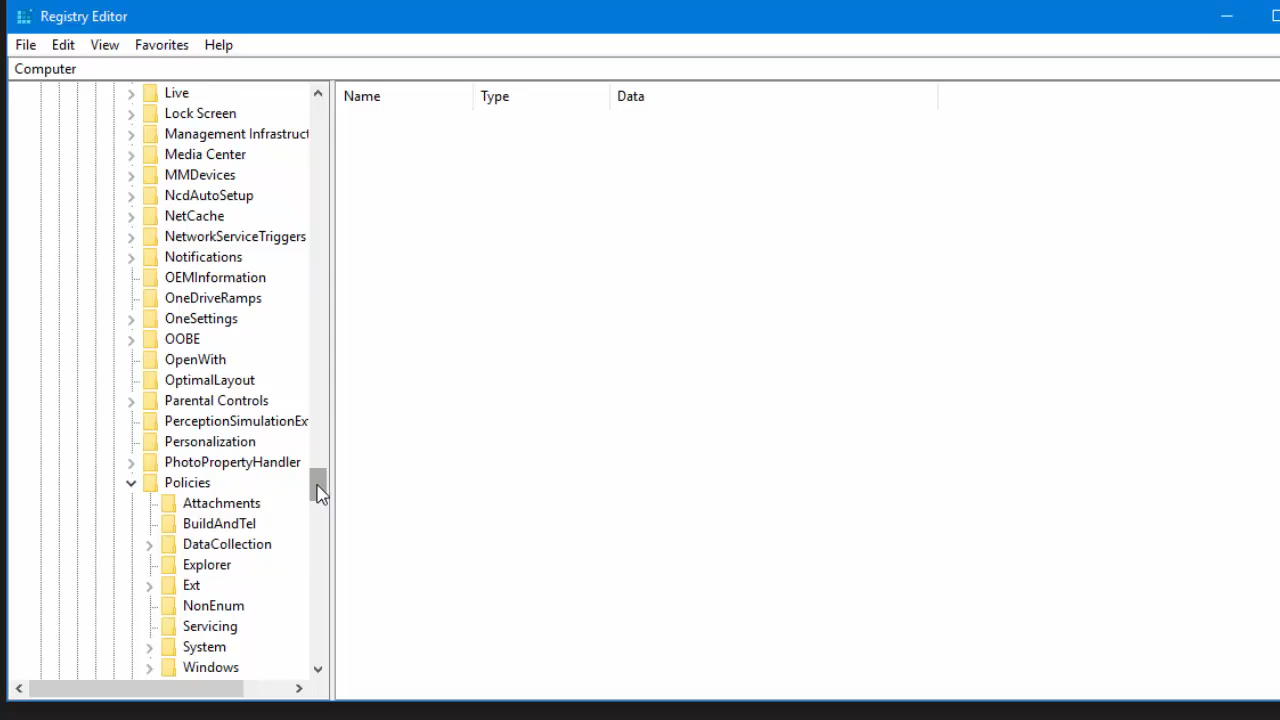 Registry Editor
File Edit View Favorites Help
Computer
Name Type Data
Live
Lock Screen
Management Infrastruct
Media Center
MMDevices
NcdAutoSetup
NetCache
NetworkServiceTriggers
Notifications
OEMInformation
OneDriveRamps
OneSettings
OOBE
OpenWith
OptimalLayout
Parental Controls
PerceptionSimulationEx
Personalization
PhotoPropertyHandler
Policies
Attachments
BuildAndTel
DataCollection
Explorer
Ext
NonEnum
Servicing
System
Windows